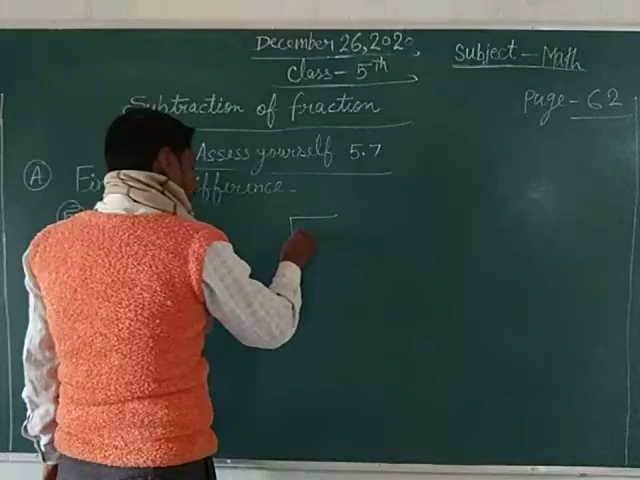 December 26, 2020
Subject - Math
Class - 5th
Subtraction of fraction
Page - 62
Assess yourself 5.7
A